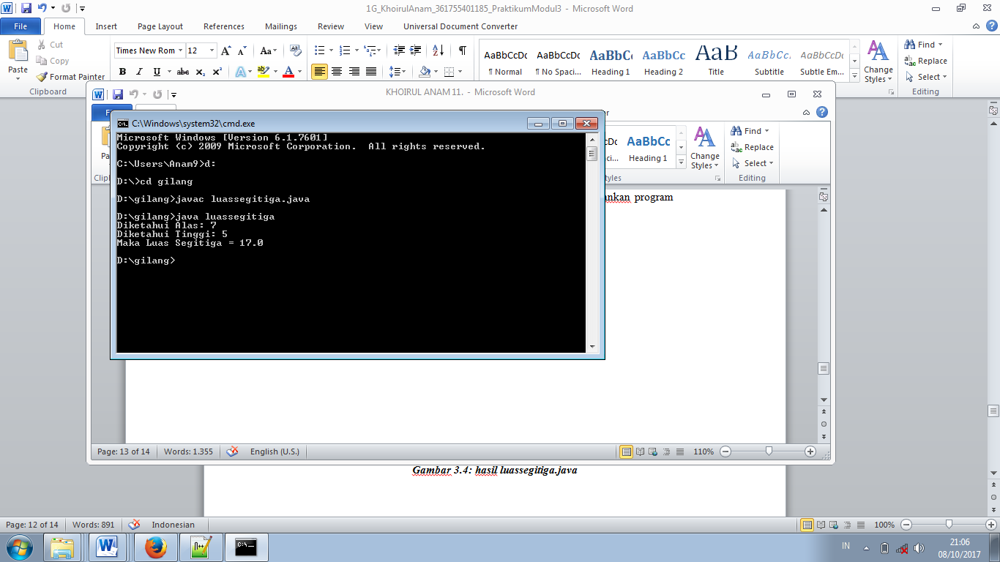 1G_KhoirulAnam_361755401185_PraktikumModul3 - Microsoft Word
File Home Insert Page Layout References Mailings Review View Universal Document Converter
Paste
Cut
Copy
Format Painter
Clipboard
Times New Rom 12
AaBbCcDc AaBbCcDc AaBbCc AaBbCc AaB AaBbCc. AaBbCcDc
¶ Normal ¶ No Spaci... Heading 1 Heading 2 Title Subtitle Subtle Em...
Change Styles
Find
Replace
Select
Editing
KHOIRUL ANAM 11. - Microsoft Word
AaBbCc
Heading 1
Change Styles
Find
Replace
Select
Editing
C:\Windows\system32\cmd.exe
Microsoft Windows [Version 6.1.7601]
Copyright (c) 2009 Microsoft Corporation. All rights reserved.
C:\Users\Anam9>d:
D:\>cd gilang
D:\gilang>javac luassegitiga.java
D:\gilang>java luassegitiga
Diketahui Alas: 7
Diketahui Tinggi: 5
Maka Luas Segitiga = 17.0
D:\gilang>
ankan program
Page: 13 of 14 Words: 1.355 English (U.S.) 110%
Gambar 3.4: hasil luassegitiga.java
Page: 12 of 14 Words: 891 Indonesian 100%
IN 21:06
08/10/2017